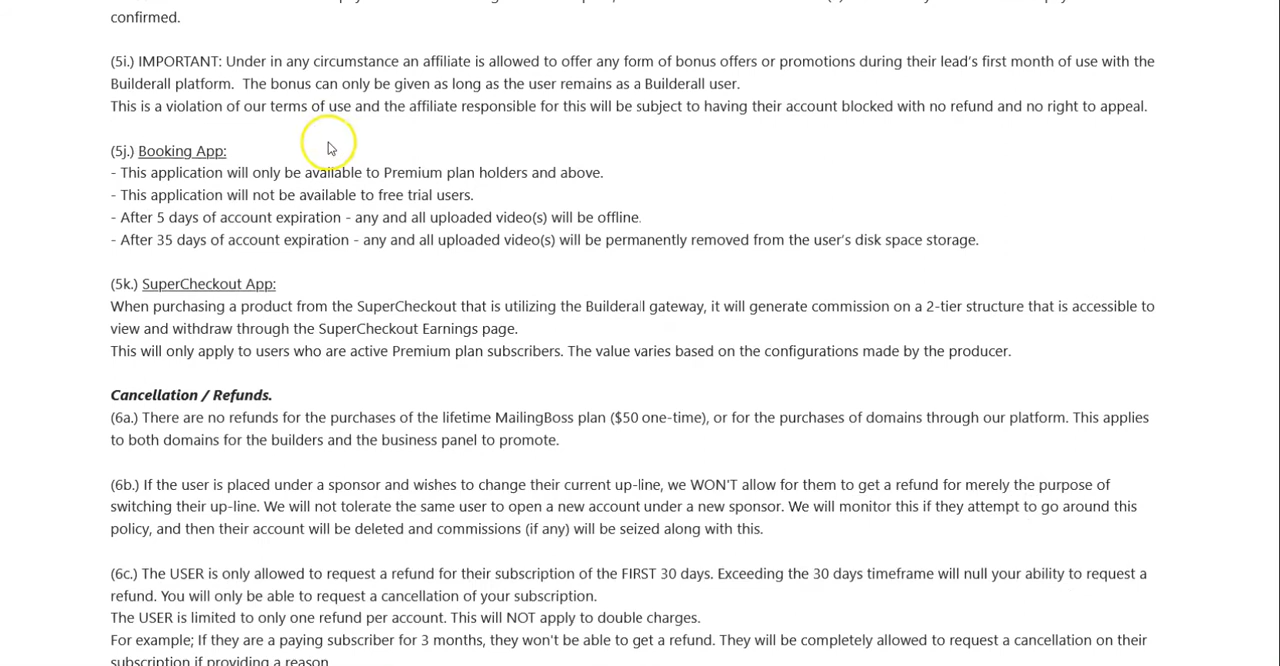 confirmed.
(5i.) IMPORTANT: Under in any circumstance an affiliate is allowed to offer any form of bonus offers or promotions during their lead's first month of use with the
Builderall platform.  The bonus can only be given as long as the user remains as a Builderall user.
This is a violation of our terms of use and the affiliate responsible for this will be subject to having their account blocked with no refund and no right to appeal.
(5j.) Booking App:
- This application will only be available to Premium plan holders and above.
- This application will not be available to free trial users.
- After 5 days of account expiration - any and all uploaded video(s) will be offline.
- After 35 days of account expiration - any and all uploaded video(s) will be permanently removed from the user's disk space storage.
(5k.) SuperCheckout App:
When purchasing a product from the SuperCheckout that is utilizing the Builderall gateway, it will generate commission on a 2-tier structure that is accessible to
view and withdraw through the SuperCheckout Earnings page.
This will only apply to users who are active Premium plan subscribers. The value varies based on the configurations made by the producer.
Cancellation / Refunds.
(6a.) There are no refunds for the purchases of the lifetime MailingBoss plan ($50 one-time), or for the purchases of domains through our platform. This applies
to both domains for the builders and the business panel to promote.
(6b.) If the user is placed under a sponsor and wishes to change their current up-line, we WON'T allow for them to get a refund for merely the purpose of
switching their up-line. We will not tolerate the same user to open a new account under a new sponsor. We will monitor this if they attempt to go around this
policy, and then their account will be deleted and commissions (if any) will be seized along with this.
(6c.) The USER is only allowed to request a refund for their subscription of the FIRST 30 days. Exceeding the 30 days timeframe will null your ability to request a
refund. You will only be able to request a cancellation of your subscription.
The USER is limited to only one refund per account. This will NOT apply to double charges.
For example; If they are a paying subscriber for 3 months, they won't be able to get a refund. They will be completely allowed to request a cancellation on their
subscription if providing a reason